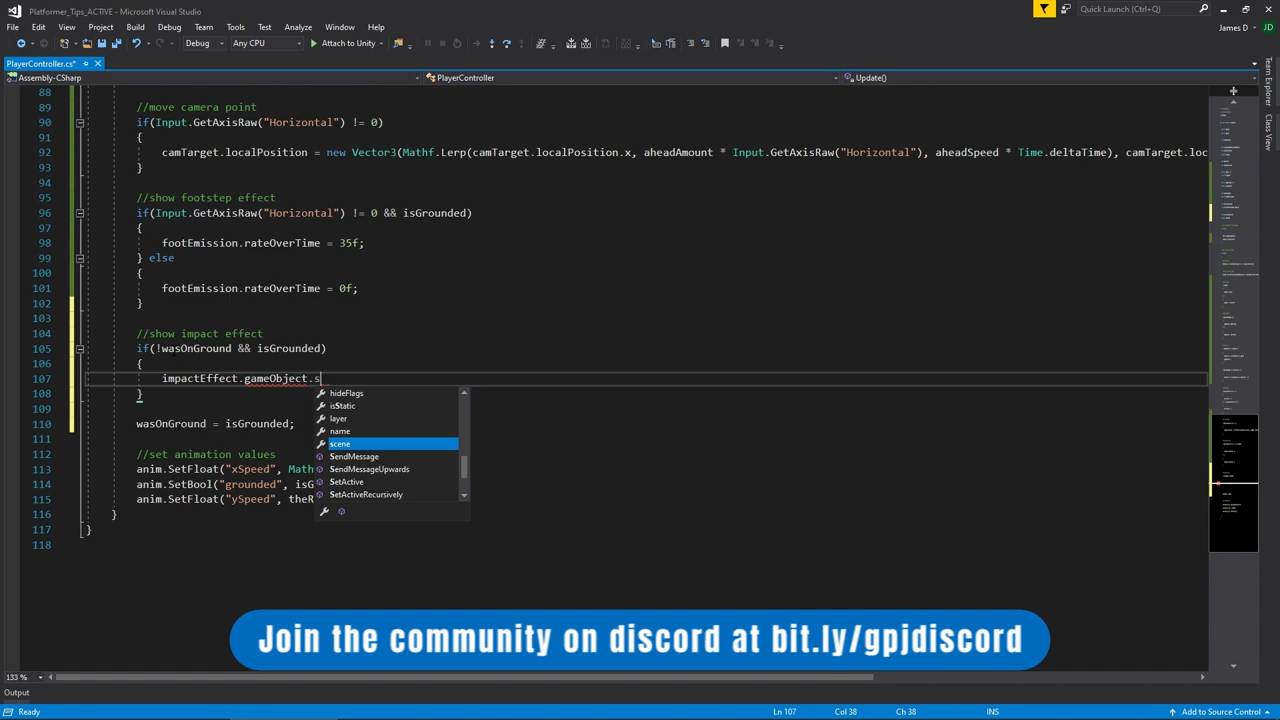 Platformer_Tips_ACTIVE - Microsoft Visual Studio
Quick Launch (Ctrl+Q)
File Edit View Project Build Debug Team Tools Test Analyze Window Help
James D JD
Debug Any CPU Attach to Unity
PlayerController.cs*
Assembly-CSharp PlayerController Update()
88
89 //move camera point
90 if(Input.GetAxisRaw("Horizontal") != 0)
91 {
92 camTarget.localPosition = new Vector3(Mathf.Lerp(camTarget.localPosition.x, aheadAmount * Input.GetAxisRaw("Horizontal"), aheadSpeed * Time.deltaTime), camTarget.loc
93 }
94
95 //show footstep effect
96 if(Input.GetAxisRaw("Horizontal") != 0 && isGrounded)
97 {
98 footEmission.rateOverTime = 35f;
99 } else
100 {
101 footEmission.rateOverTime = 0f;
102 }
103
104 //show impact effect
105 if(!wasOnGround && isGrounded)
106 {
107 impactEffect.gameObject.s
108 }
109
110 wasOnGround = isGrounded;
111
112 //set animation values
113 anim.SetFloat("xSpeed", Math
114 anim.SetBool("grounded", isG
115 anim.SetFloat("ySpeed", theR
116 }
117 }
118
hideFlags
isStatic
layer
name
scene
SendMessage
SendMessageUpwards
SetActive
SetActiveRecursively
Team Explorer
Class View
Join the community on discord at bit.ly/gpjdiscord
133 %
Output
Ready Ln 107 Col 38 Ch 38 INS Add to Source Control